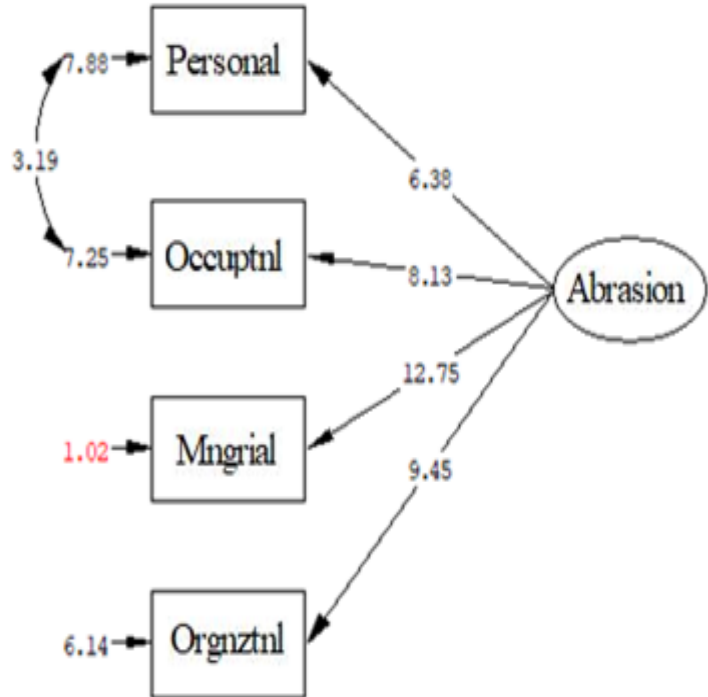 7.88
Personal
3.19
6.38
7.25
Occuptnl
8.13
Abrasion
12.75
1.02
Mngrial
9.45
6.14
Orgnztnl